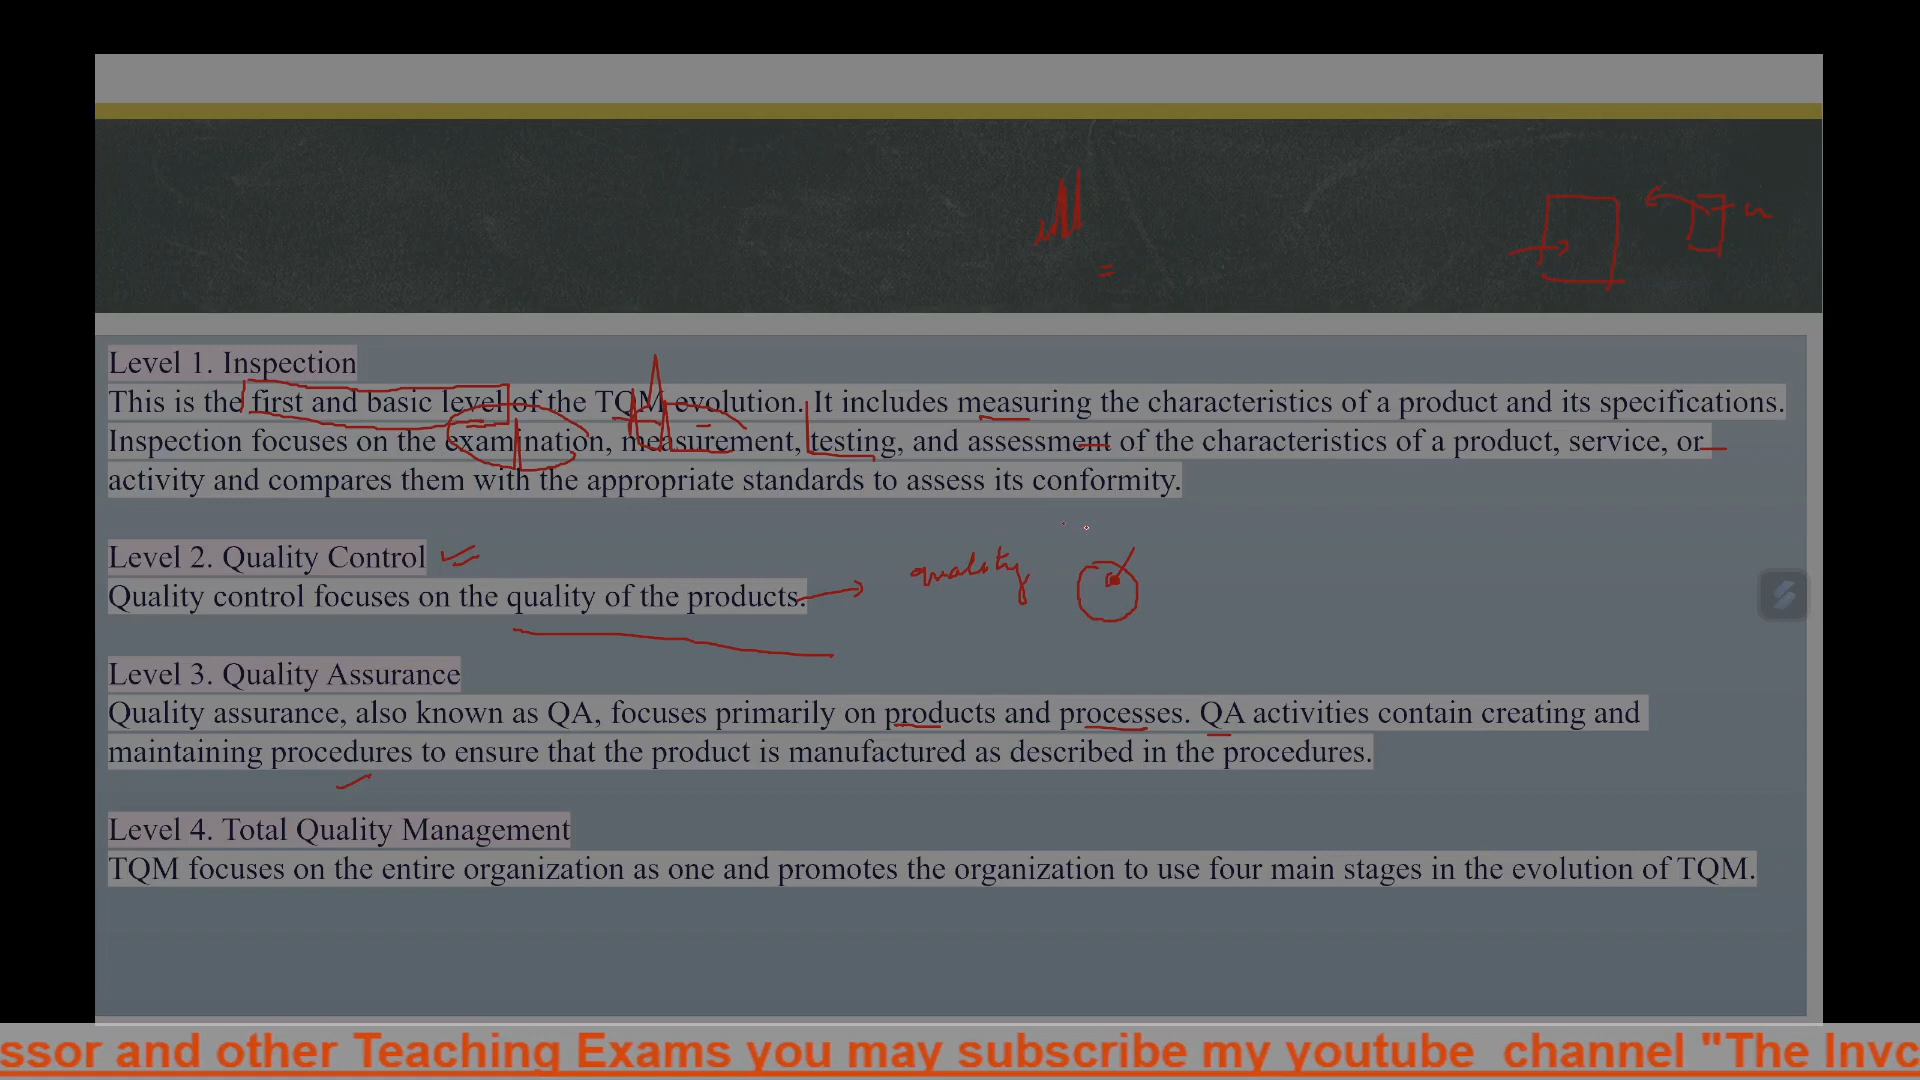 Level 1. Inspection
This is the first and basic level of the TQM evolution. It includes measuring the characteristics of a product and its specifications.
Inspection focuses on the examination, measurement, testing, and assessment of the characteristics of a product, service, or
activity and compares them with the appropriate standards to assess its conformity.
Level 2. Quality Control
Quality control focuses on the quality of the products.
quality
Level 3. Quality Assurance
Quality assurance, also known as QA, focuses primarily on products and processes. QA activities contain creating and
maintaining procedures to ensure that the product is manufactured as described in the procedures.
Level 4. Total Quality Management
TQM focuses on the entire organization as one and promotes the organization to use four main stages in the evolution of TQM.
ssor and other Teaching Exams you may subscribe my youtube channel "The Invc